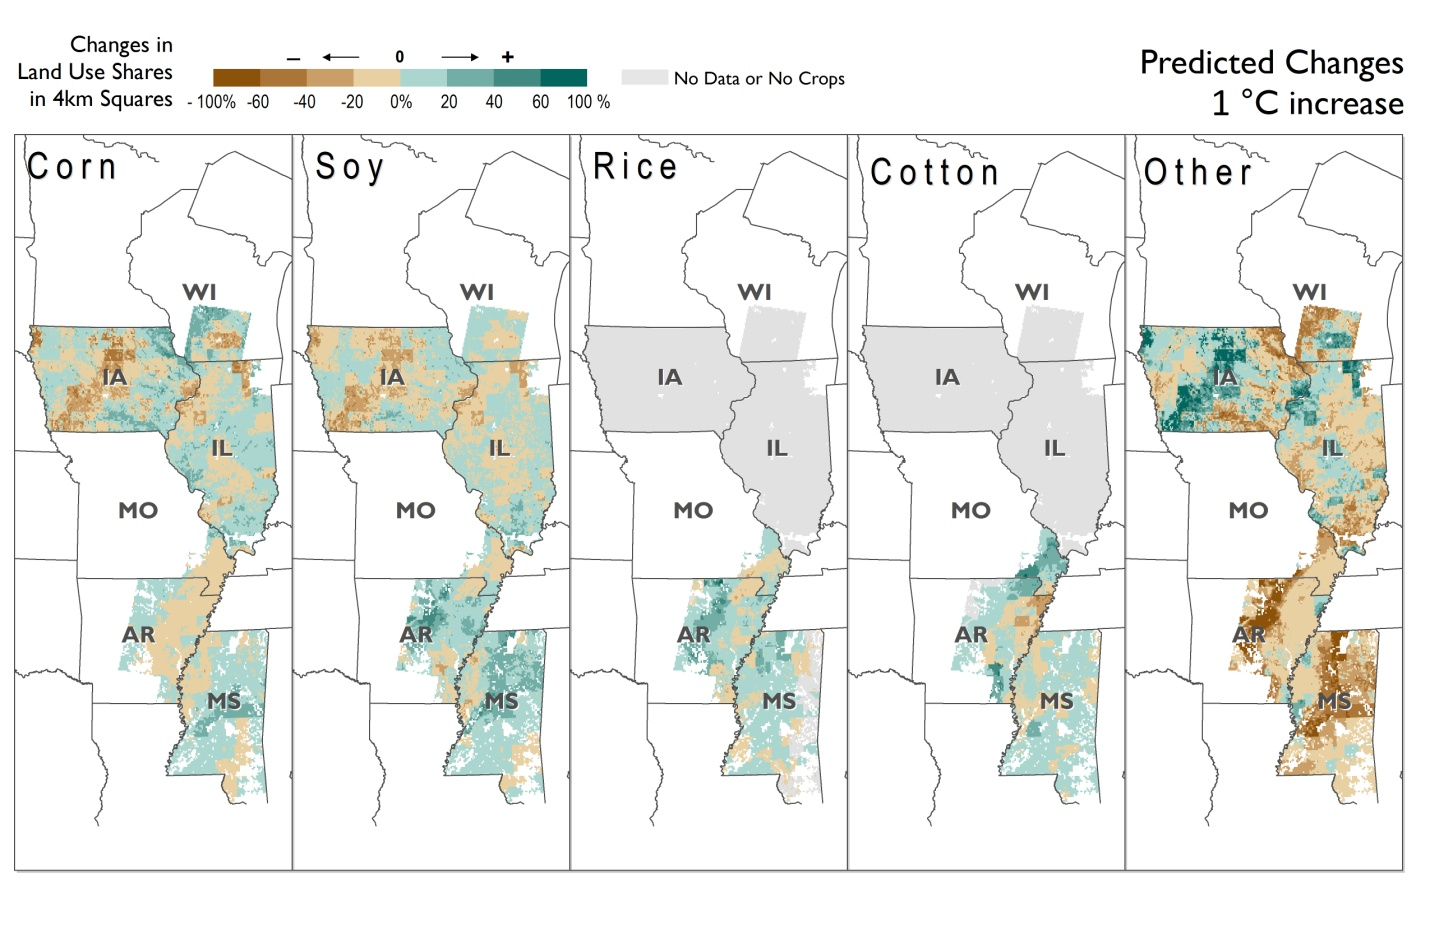 Changes in
Land Use Shares
in 4km Squares
– 0 +
- 100% -60 -40 -20 0% 20 40 60 100 %
No Data or No Crops
Predicted Changes
1 °C increase
Corn
WI
IA
IL
MO
AR
MS
Soy
WI
IA
IL
MO
AR
MS
Rice
WI
IA
IL
MO
AR
MS
Cotton
WI
IA
IL
MO
AR
MS
Other
WI
IA
IL
MO
AR
MS